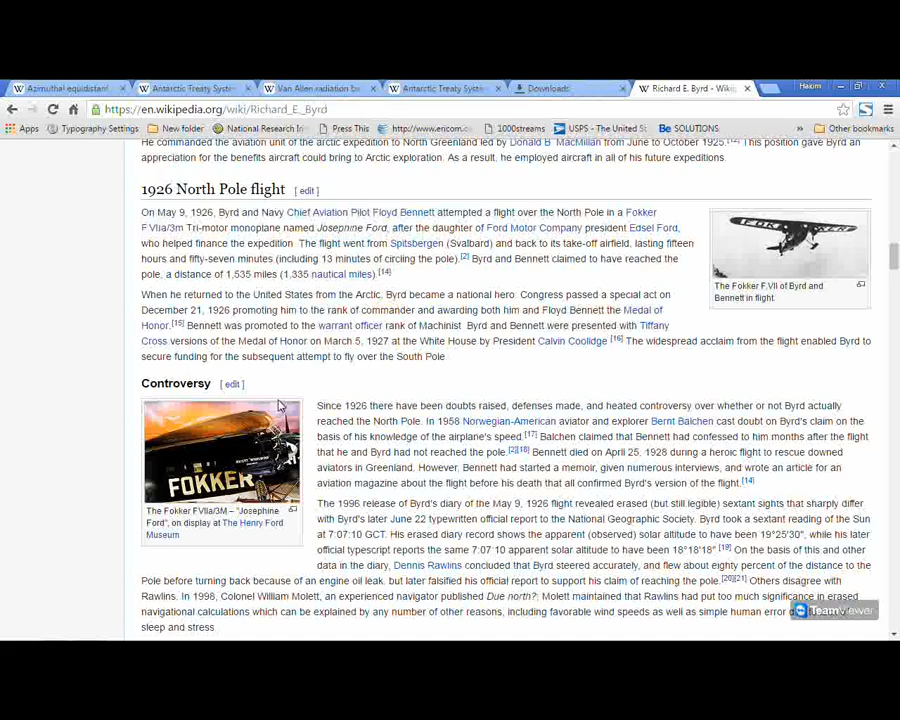 Azimuthal equidistant
Antarctic Treaty Syste
Van Allen radiation be
Antarctic Treaty Syste
Downloads
Richard E. Byrd - Wiki
Hakim
https://en.wikipedia.org/wiki/Richard_E_Byrd
Apps Typography Settings New folder National Research In Press This http://www.ericom.co 1000streams USPS - The United St Be SOLUTIONS » Other bookmarks
He commanded the aviation unit of the arctic expedition to North Greenland led by Donald B MacMillan from June to October 1925.[12] This position gave Byrd an
appreciation for the benefits aircraft could bring to Arctic exploration. As a result, he employed aircraft in all of his future expeditions.
1926 North Pole flight [ edit ]
On May 9, 1926, Byrd and Navy Chief Aviation Pilot Floyd Bennett attempted a flight over the North Pole in a Fokker
F.VIIa/3m Tri-motor monoplane named Josephine Ford, after the daughter of Ford Motor Company president Edsel Ford,
who helped finance the expedition The flight went from Spitsbergen (Svalbard) and back to its take-off airfield, lasting fifteen
hours and fifty-seven minutes (including 13 minutes of circling the pole).[2] Byrd and Bennett claimed to have reached the
pole, a distance of 1,535 miles (1,335 nautical miles).[14]
FOKKER
The Fokker F.VII of Byrd and
Bennett in flight
When he returned to the United States from the Arctic, Byrd became a national hero. Congress passed a special act on
December 21, 1926 promoting him to the rank of commander and awarding both him and Floyd Bennett the Medal of
Honor.[15] Bennett was promoted to the warrant officer rank of Machinist Byrd and Bennett were presented with Tiffany
Cross versions of the Medal of Honor on March 5, 1927 at the White House by President Calvin Coolidge [16] The widespread acclaim from the flight enabled Byrd to
secure funding for the subsequent attempt to fly over the South Pole.
Controversy [ edit ]
FOKKER
The Fokker FVIIa/3M – "Josephine
Ford", on display at The Henry Ford
Museum
Since 1926 there have been doubts raised, defenses made, and heated controversy over whether or not Byrd actually
reached the North Pole. In 1958 Norwegian-American aviator and explorer Bernt Balchen cast doubt on Byrd's claim on the
basis of his knowledge of the airplane's speed.[17] Balchen claimed that Bennett had confessed to him months after the flight
that he and Byrd had not reached the pole.[2][18] Bennett died on April 25, 1928 during a heroic flight to rescue downed
aviators in Greenland. However, Bennett had started a memoir, given numerous interviews, and wrote an article for an
aviation magazine about the flight before his death that all confirmed Byrd's version of the flight.[14]
The 1996 release of Byrd's diary of the May 9, 1926 flight revealed erased (but still legible) sextant sights that sharply differ
with Byrd's later June 22 typewritten official report to the National Geographic Society. Byrd took a sextant reading of the Sun
at 7:07:10 GCT. His erased diary record shows the apparent (observed) solar altitude to have been 19°25'30", while his later
official typescript reports the same 7:07:10 apparent solar altitude to have been 18°18'18" [19] On the basis of this and other
data in the diary, Dennis Rawlins concluded that Byrd steered accurately, and flew about eighty percent of the distance to the
Pole before turning back because of an engine oil leak, but later falsified his official report to support his claim of reaching the pole.[20][21] Others disagree with
Rawlins. In 1998, Colonel William Molett, an experienced navigator published Due north?; Molett maintained that Rawlins had put too much significance in erased
navigational calculations which can be explained by any number of other reasons, including favorable wind speeds as well as simple human error
sleep and stress
TeamViewer